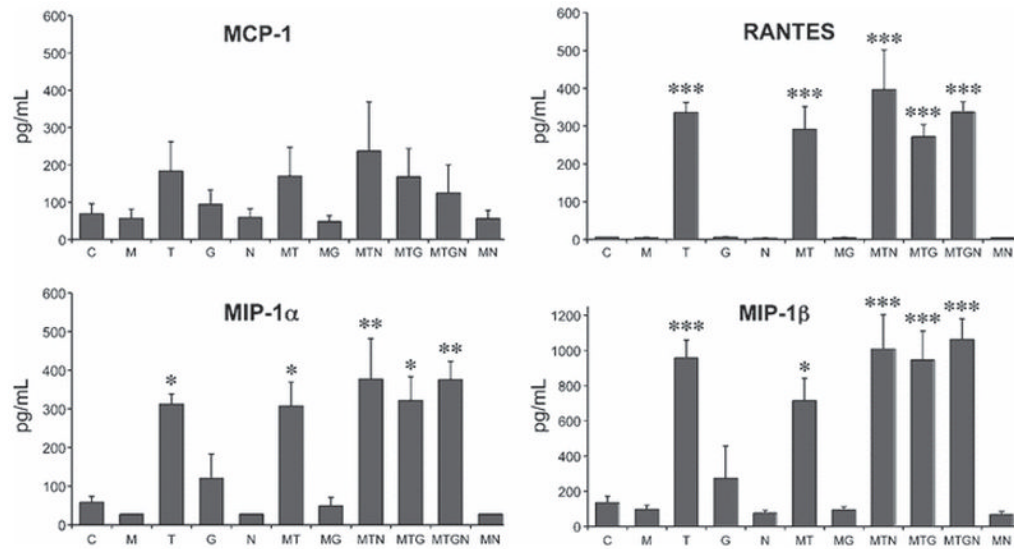 MCP-1
pg/mL
600
500
400
300
200
100
0
C M T G N MT MG MTN MTG MTGN MN
RANTES
pg/mL
600
500
400
300
200
100
0
*** *** *** *** ***
C M T G N MT MG MTN MTG MTGN MN
MIP-1α
pg/mL
600
500
400
300
200
100
0
* * ** * **
C M T G N MT MG MTN MTG MTGN MN
MIP-1β
pg/mL
1200
1000
800
600
400
200
0
*** * *** *** ***
C M T G N MT MG MTN MTG MTGN MN